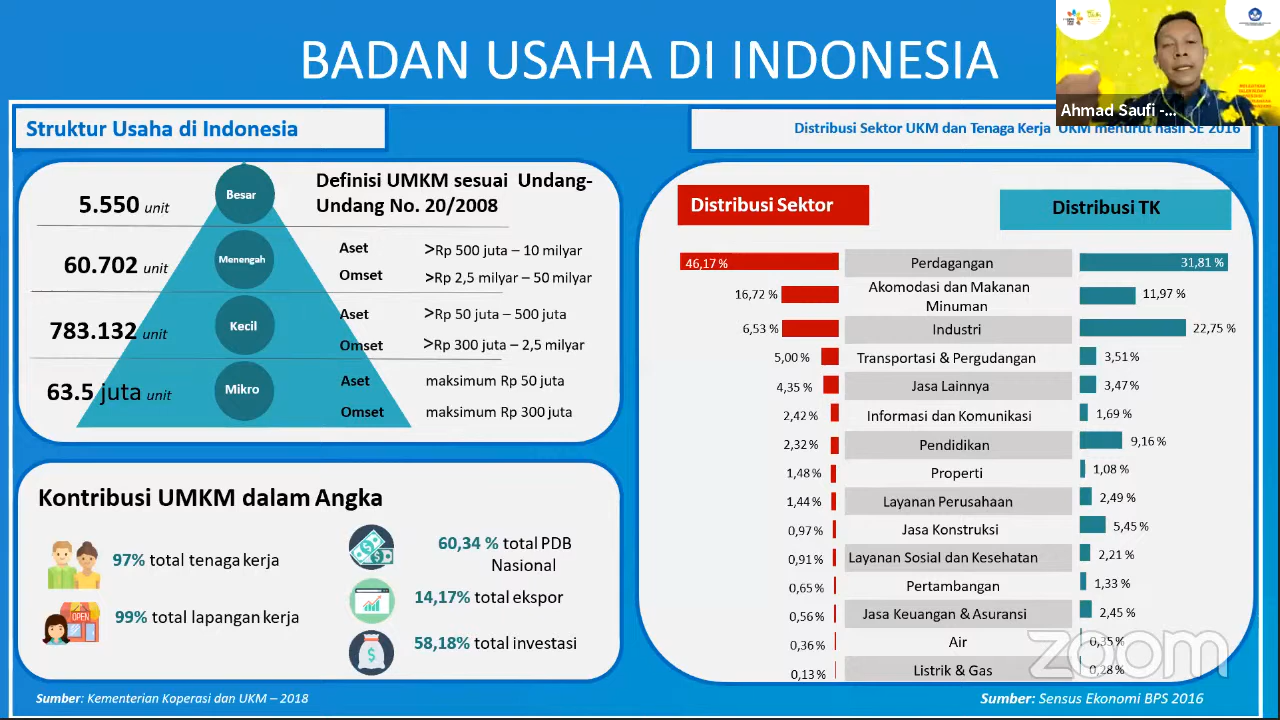 BADAN USAHA DI INDONESIA
Ahmad Saufi -...
Struktur Usaha di Indonesia
Distribusi Sektor UKM dan Tenaga Kerja UKM menurut hasil SE 2016
Definisi UMKM sesuai Undang-
Undang No. 20/2008
5.550 unit
Besar
60.702 unit
Menengah
Aset >Rp 500 juta – 10 milyar
Omset >Rp 2,5 milyar – 50 milyar
783.132 unit
Kecil
Aset >Rp 50 juta – 500 juta
Omset >Rp 300 juta – 2,5 milyar
63.5 juta unit
Mikro
Aset maksimum Rp 50 juta
Omset maksimum Rp 300 juta
Kontribusi UMKM dalam Angka
97% total tenaga kerja
99% total lapangan kerja
OPEN
60,34 % total PDB
Nasional
14,17% total ekspor
58,18% total investasi
Sumber: Kementerian Koperasi dan UKM – 2018
Distribusi Sektor
Distribusi TK
46,17 % Perdagangan 31,81 %
16,72 % Akomodasi dan Makanan
Minuman 11,97 %
6,53 % Industri 22,75 %
5,00 % Transportasi & Pergudangan 3,51 %
4,35 % Jasa Lainnya 3,47 %
2,42 % Informasi dan Komunikasi 1,69 %
2,32 % Pendidikan 9,16 %
1,48 % Properti 1,08 %
1,44 % Layanan Perusahaan 2,49 %
0,97 % Jasa Konstruksi 5,45 %
0,91 % Layanan Sosial dan Kesehatan 2,21 %
0,65 % Pertambangan 1,33 %
0,56 % Jasa Keuangan & Asuransi 2,45 %
0,36 % Air 0,35%
0,13 % Listrik & Gas 0,28%
zoom
Sumber: Sensus Ekonomi BPS 2016